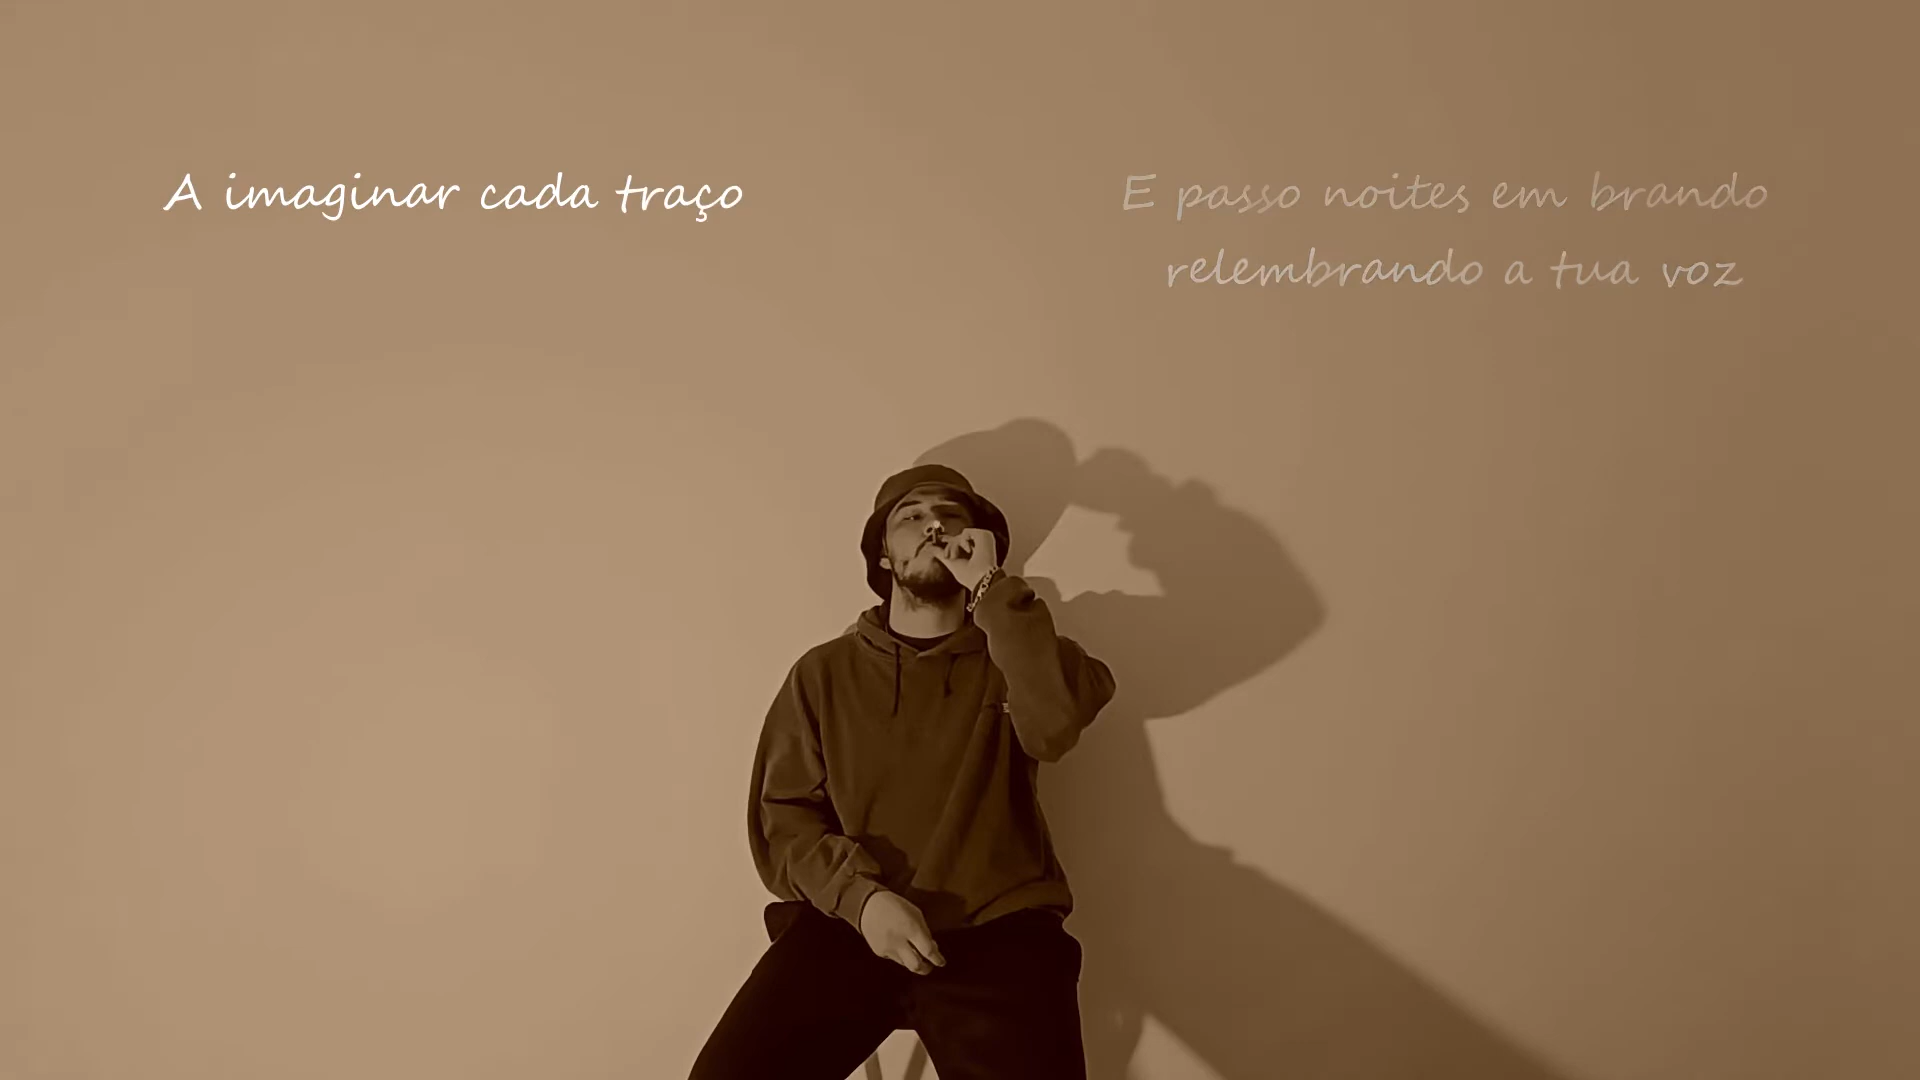 A imaginar cada traço
E passo noites em brando
relembrando a tua voz